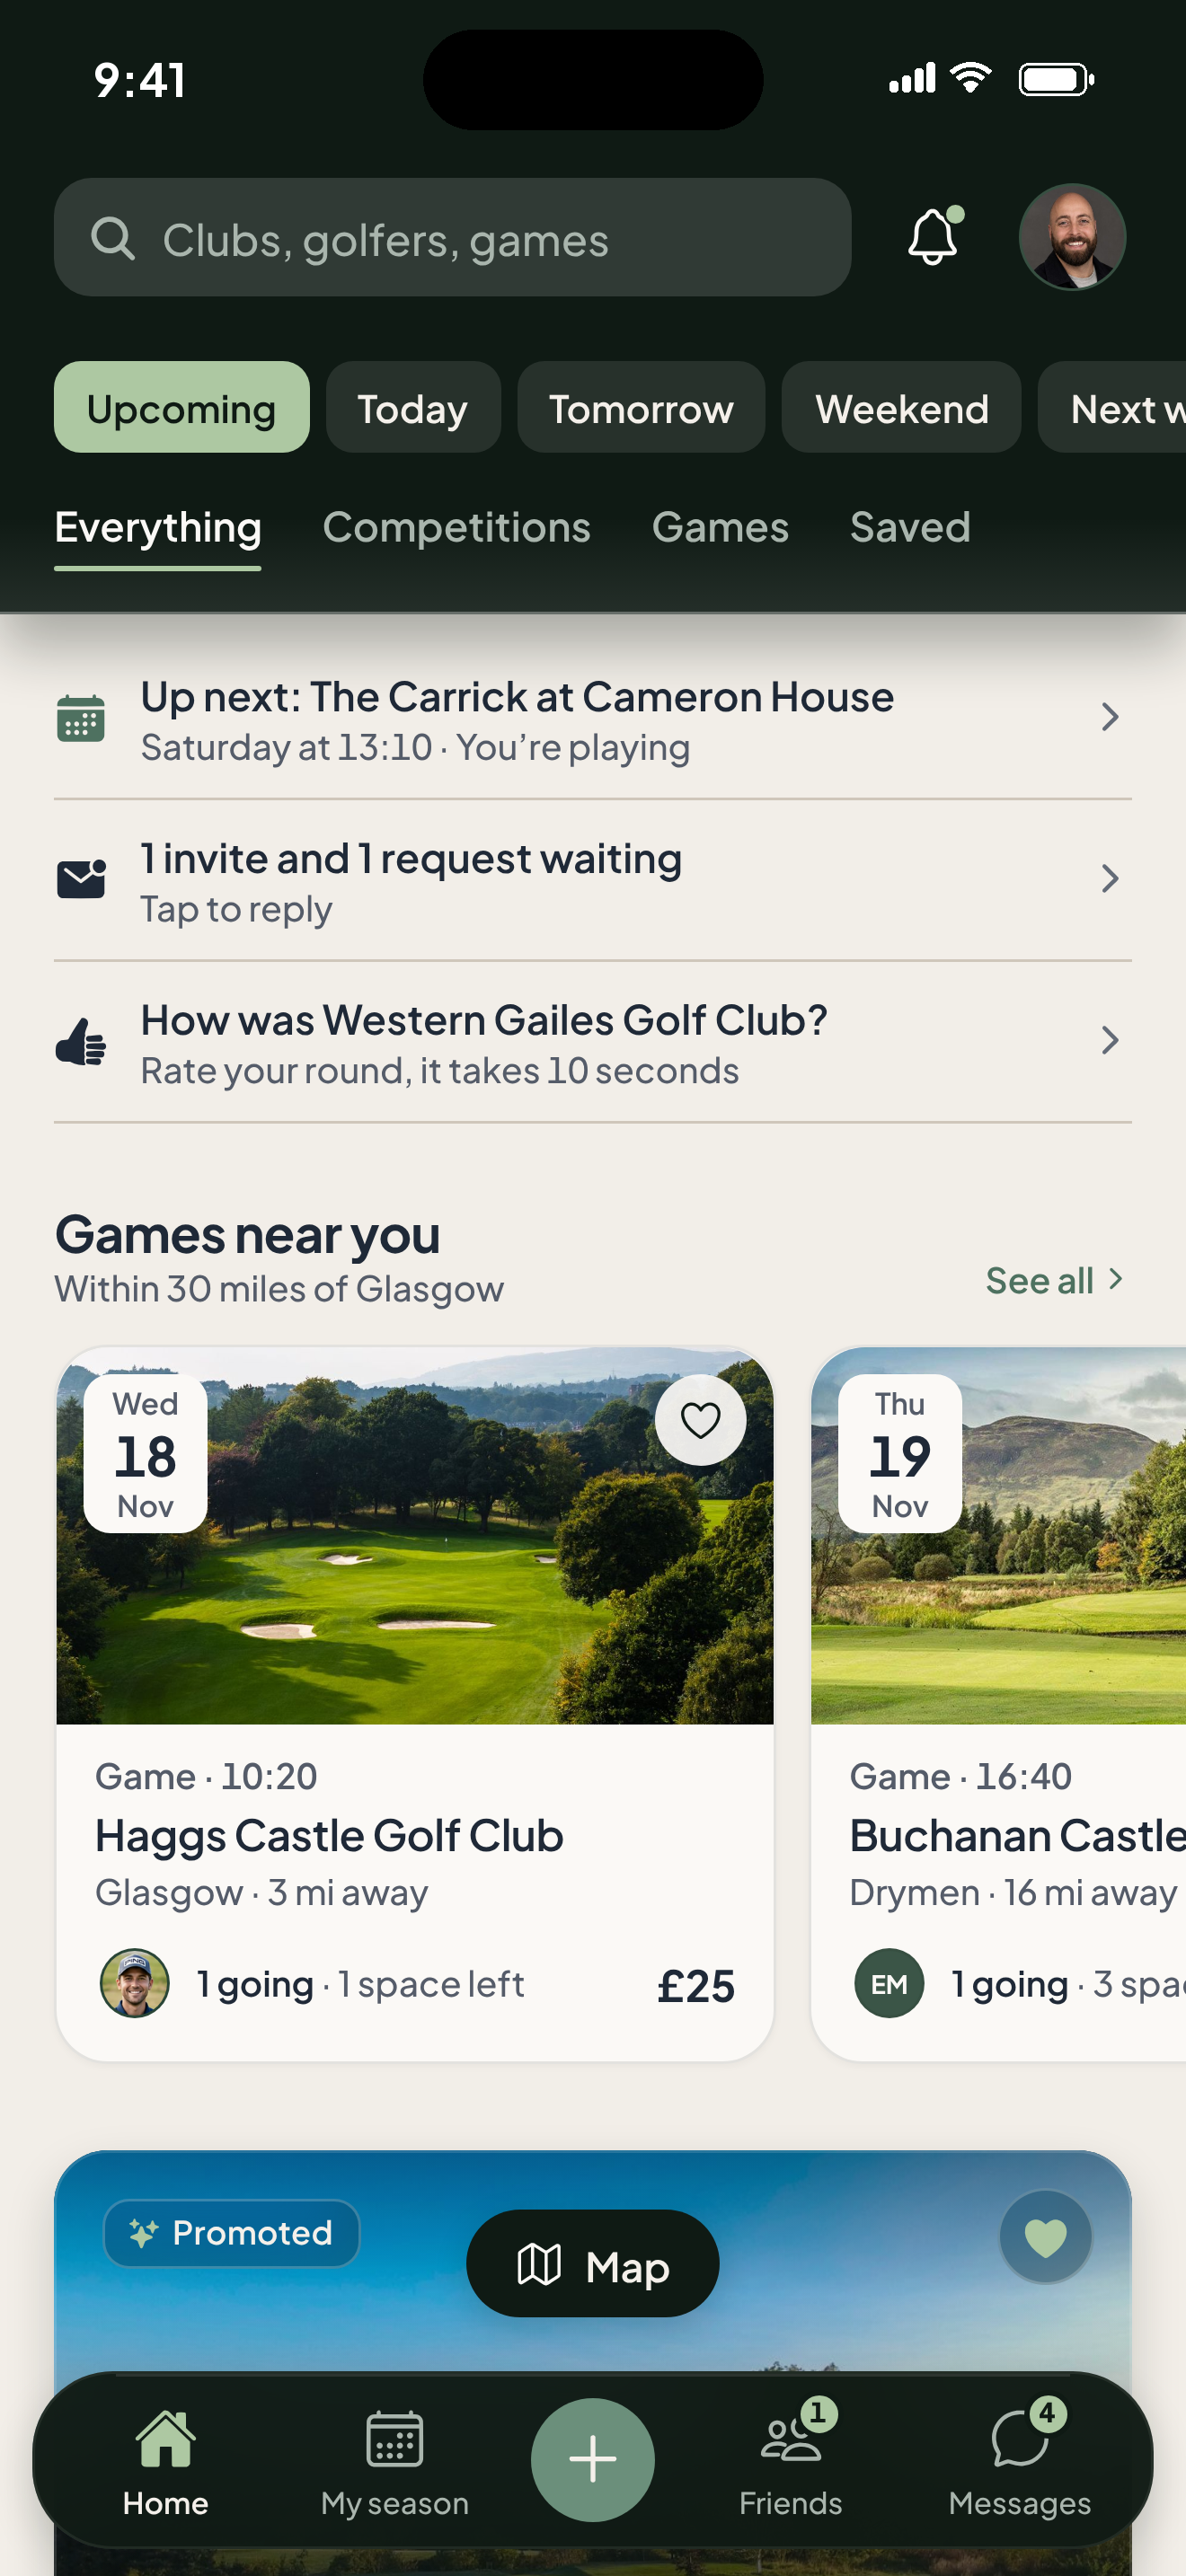 9:41
Clubs, golfers, games
Upcoming
Today
Tomorrow
Weekend
Next w
Everything
Competitions
Games
Saved
Up next: The Carrick at Cameron House
Saturday at 13:10 · You’re playing
1 invite and 1 request waiting
Tap to reply
How was Western Gailes Golf Club?
Rate your round, it takes 10 seconds
Games near you
Within 30 miles of Glasgow
See all
Wed
18
Nov
Game · 10:20
Haggs Castle Golf Club
Glasgow · 3 mi away
PING
1 going · 1 space left
£25
Thu
19
Nov
Game · 16:40
Buchanan Castle
Drymen · 16 mi away
EM
1 going · 3 spac
Promoted
Map
Home
My season
1
Friends
4
Messages